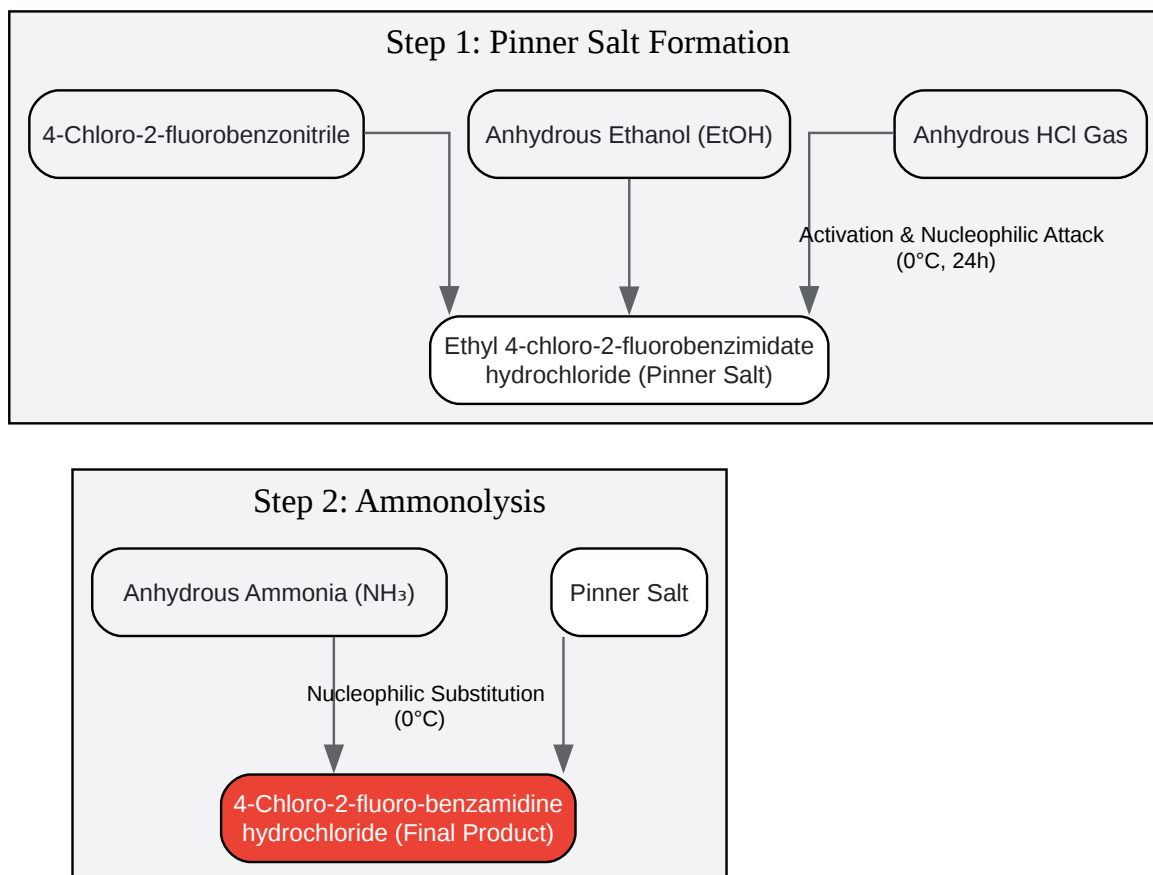 Step 1: Pinner Salt Formation
4-Chloro-2-fluorobenzonitrile
Anhydrous Ethanol (EtOH)
Anhydrous HCl Gas
Activation & Nucleophilic Attack
(0°C, 24h)
Ethyl 4-chloro-2-fluorobenzimidate
hydrochloride (Pinner Salt)
Step 2: Ammonolysis
Anhydrous Ammonia (NH₃)
Pinner Salt
Nucleophilic Substitution
(0°C)
4-Chloro-2-fluoro-benzamidine
hydrochloride (Final Product)